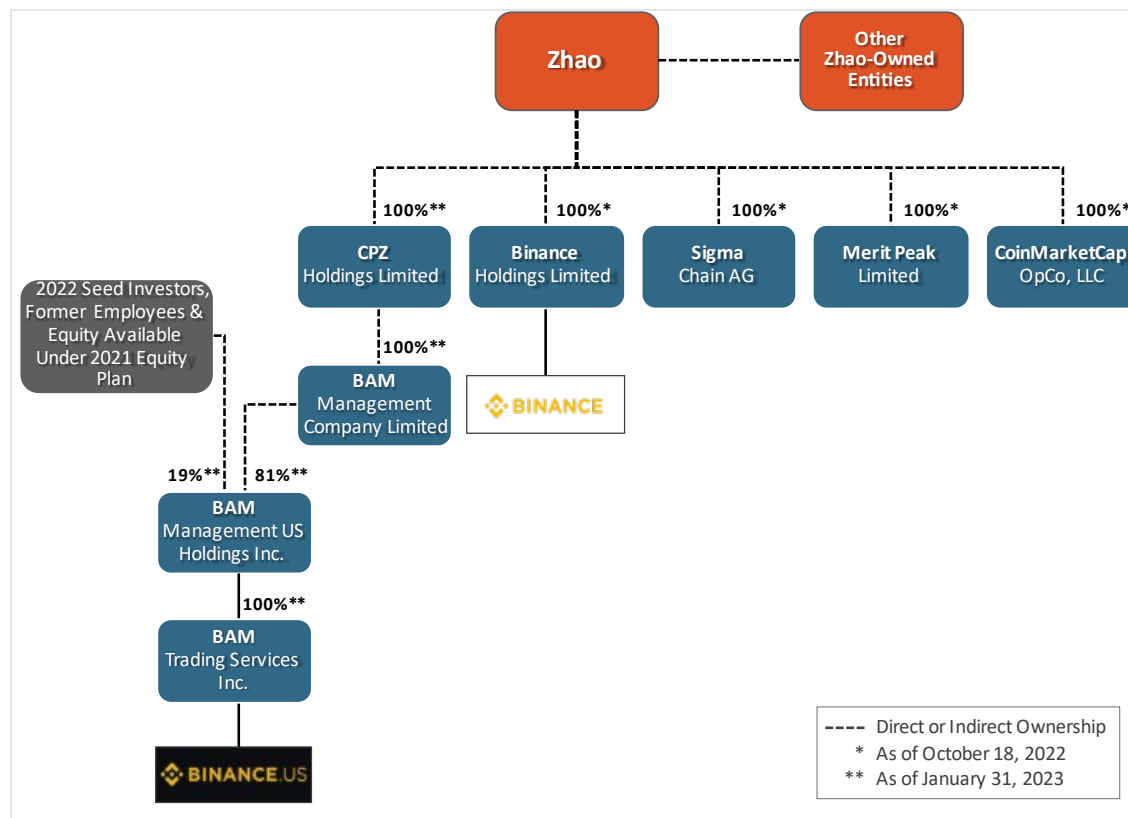 Zhao
Other
Zhao-Owned
Entities
100%**
100%*
100%*
100%*
100%*
CPZ
Holdings Limited
Binance
Holdings Limited
Sigma
Chain AG
Merit Peak
Limited
CoinMarketCap
OpCo, LLC
2022 Seed Investors,
Former Employees &
Equity Available
Under 2021 Equity
Plan
100%**
BAM
Management
Company Limited
BINANCE
19%**
81%**
BAM
Management US
Holdings Inc.
100%**
BAM
Trading Services
Inc.
BINANCE.US
---- Direct or Indirect Ownership
* As of October 18, 2022
** As of January 31, 2023